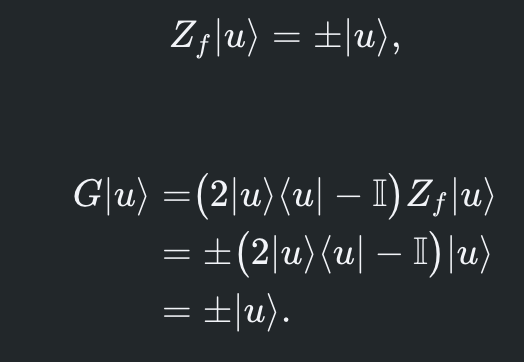 Z_f|u⟩ = ±|u⟩,
G|u⟩ =(2|u⟩⟨u| − 𝕀)Z_f|u⟩
= ±(2|u⟩⟨u| − 𝕀)|u⟩
= ±|u⟩.